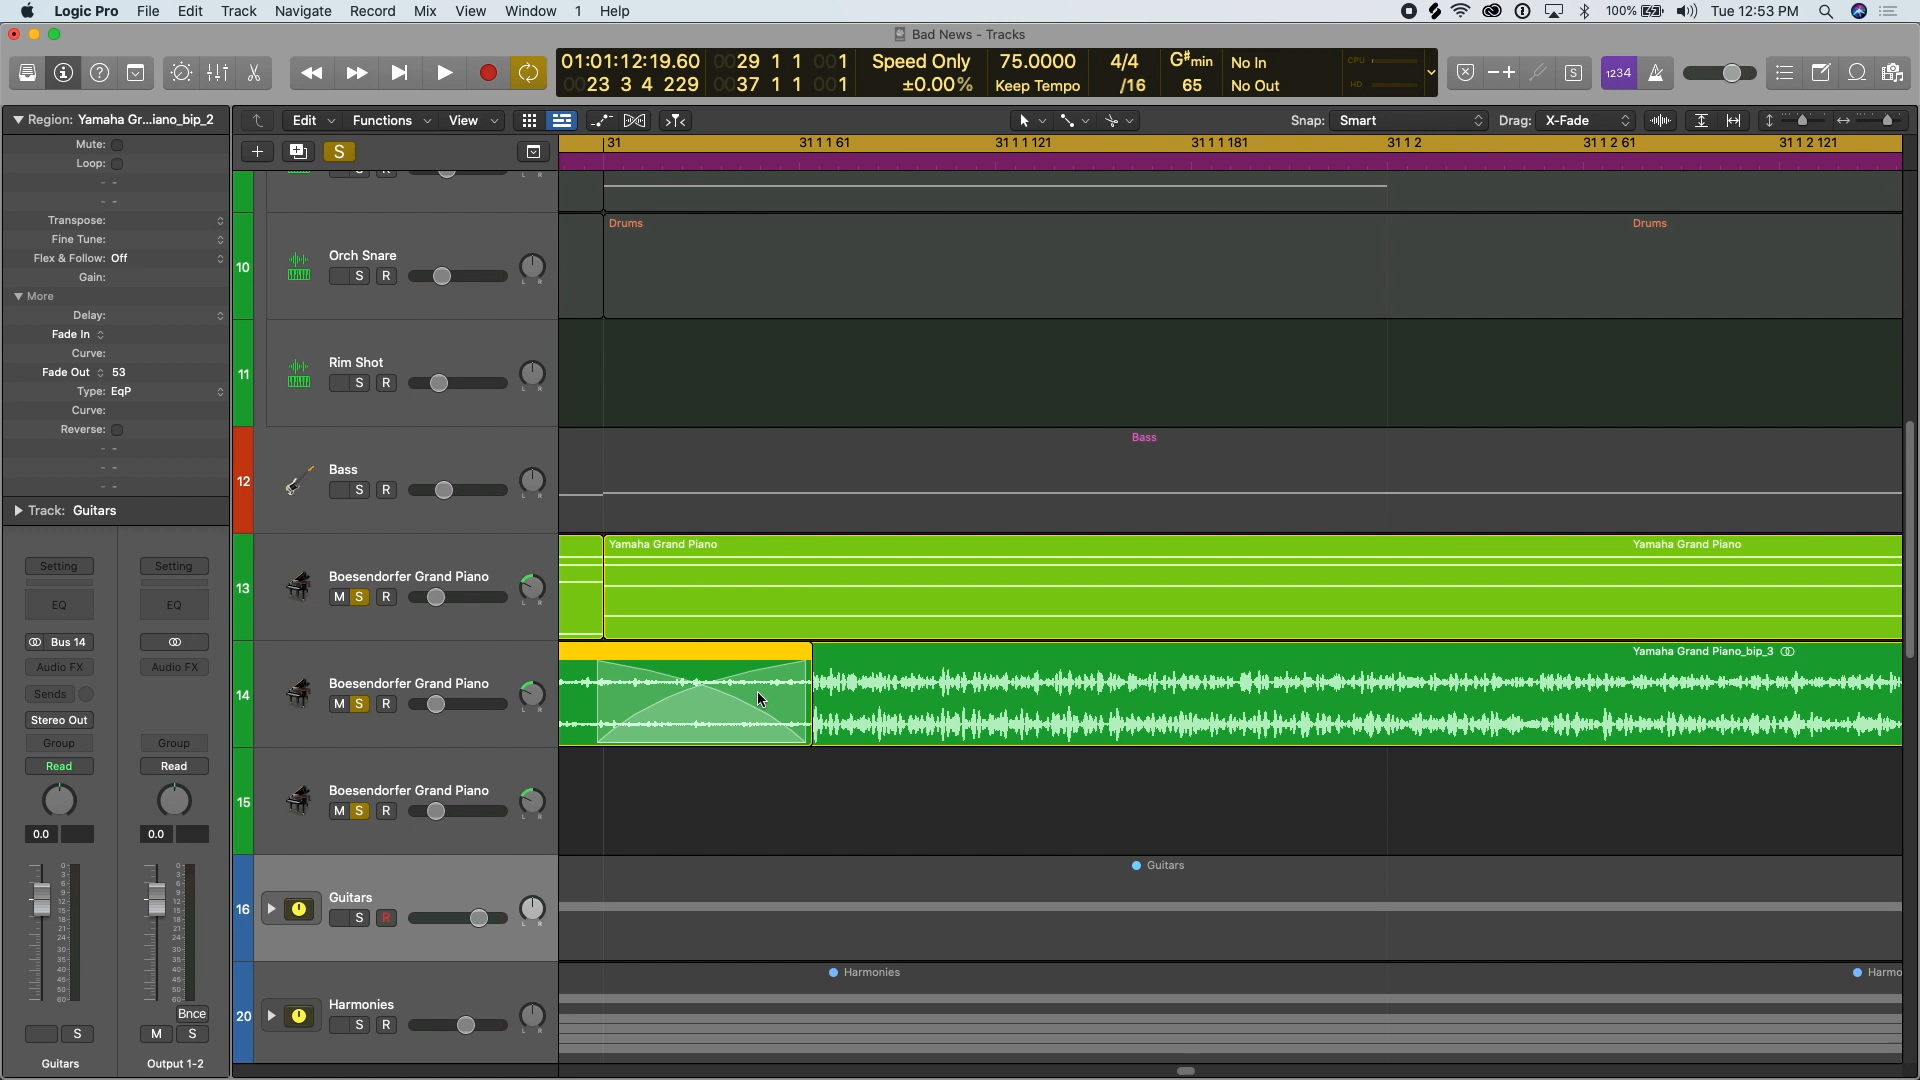 Logic Pro File Edit Track Navigate Record Mix View Window 1 Help
100% Tue 12:53 PM
Bad News - Tracks
01:01:12:19.60 0029 1 1 001 Speed Only 75.0000 4/4 G#min No In CPU
0023 3 4 229 0037 1 1 001 ±0.00% Keep Tempo /16 65 No Out HD
1234
Region: Yamaha Gr...iano_bip_2
Edit Functions View Snap: Smart Drag: X-Fade
Mute:
Loop:
Transpose:
Fine Tune:
Flex & Follow: Off
Gain:
More
Delay:
Fade In
Curve:
Fade Out 53
Type: EqP
Curve:
Reverse:
Track: Guitars
Setting Setting
EQ EQ
Bus 14
Audio FX Audio FX
Sends
Stereo Out
Group Group
Read Read
0.0 0.0
Bnce
S M S
Guitars Output 1-2
S
31 31 1 1 61 31 1 1 121 31 1 1 181 31 1 2 31 1 2 61 31 1 2 121
S R
L R
10 Orch Snare
S R L R
Drums Drums
11 Rim Shot
S R L R
12 Bass
S R L R
Bass
13 Boesendorfer Grand Piano
M S R L R
Yamaha Grand Piano Yamaha Grand Piano
14 Boesendorfer Grand Piano
M S R L R
Yamaha Grand Piano_bip_3
15 Boesendorfer Grand Piano
M S R L R
16 Guitars
S R L R
Guitars
20 Harmonies
S R L R
Harmonies Harmo